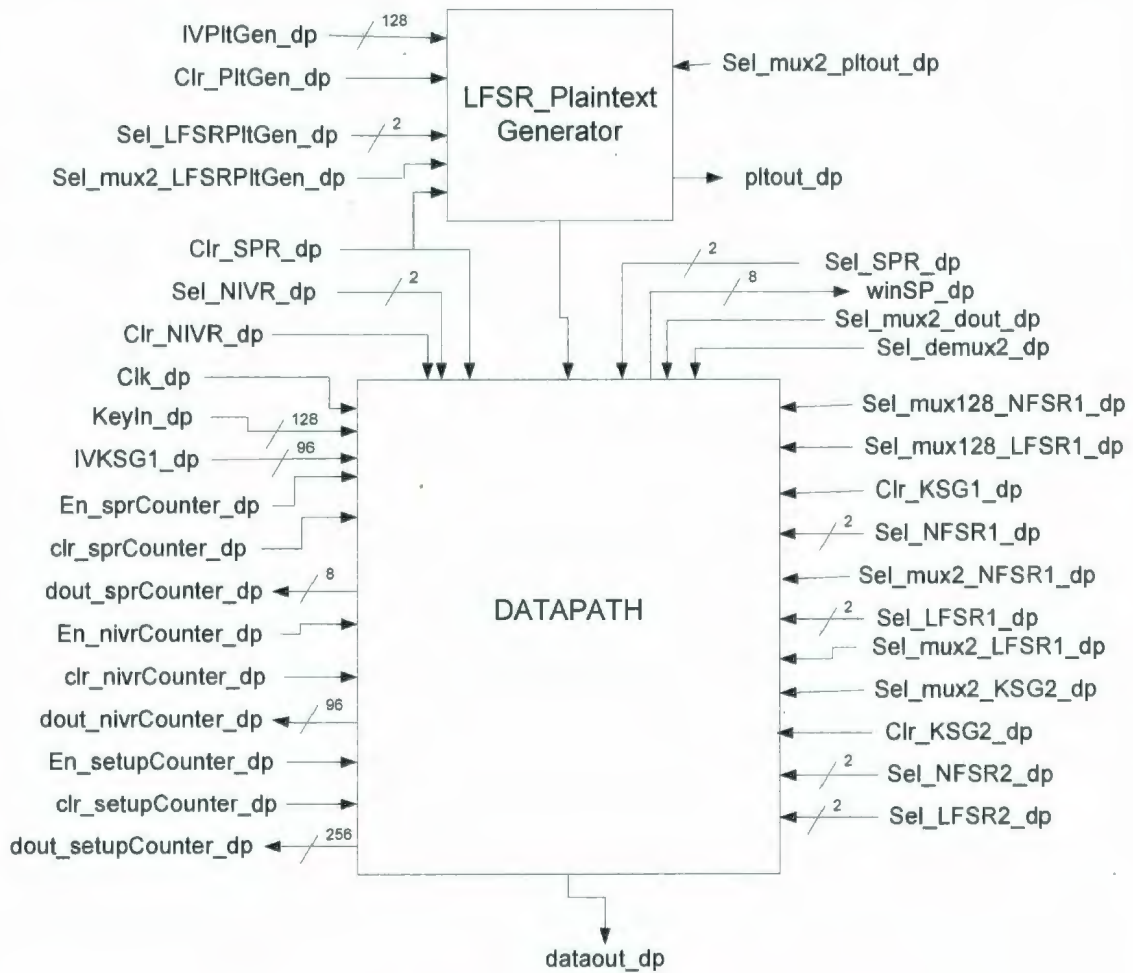 IVPltGen_dp
128
Clr_PltGen_dp
Sel_LFSRPltGen_dp
2
Sel_mux2_LFSRPltGen_dp
LFSR_Plaintext
Generator
Sel_mux2_pltout_dp
pltout_dp
Clr_SPR_dp
Sel_NIVR_dp
2
Clr_NIVR_dp
2
Sel_SPR_dp
8
winSP_dp
Sel_mux2_dout_dp
Sel_demux2_dp
Clk_dp
KeyIn_dp
128
IVKSG1_dp
96
En_sprCounter_dp
clr_sprCounter_dp
dout_sprCounter_dp
8
En_nivrCounter_dp
clr_nivrCounter_dp
dout_nivrCounter_dp
96
En_setupCounter_dp
clr_setupCounter_dp
dout_setupCounter_dp
256
DATAPATH
Sel_mux128_NFSR1_dp
Sel_mux128_LFSR1_dp
Clr_KSG1_dp
2
Sel_NFSR1_dp
Sel_mux2_NFSR1_dp
2
Sel_LFSR1_dp
Sel_mux2_LFSR1_dp
Sel_mux2_KSG2_dp
Clr_KSG2_dp
2
Sel_NFSR2_dp
2
Sel_LFSR2_dp
dataout_dp